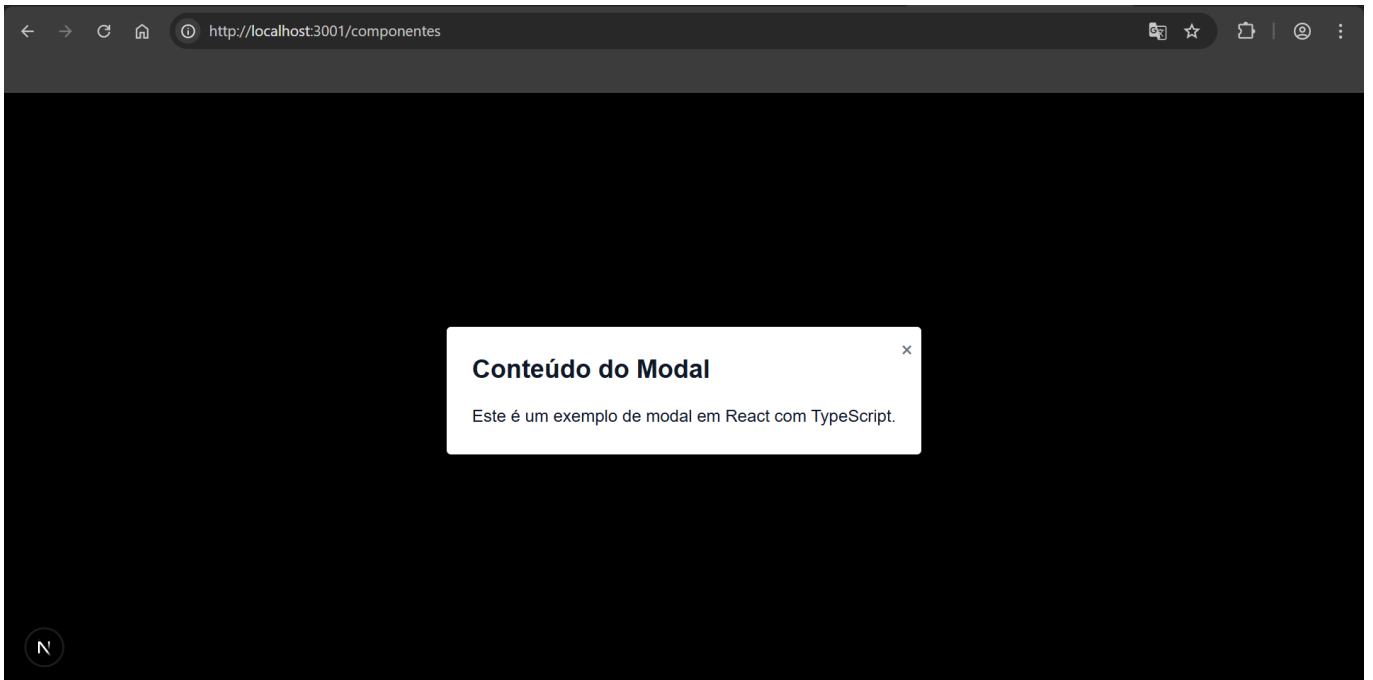 http://localhost:3001/componentes
×
Conteúdo do Modal
Este é um exemplo de modal em React com TypeScript.
N